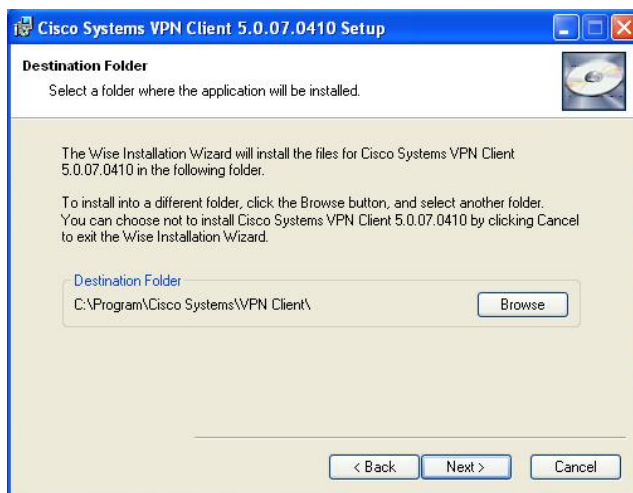 Cisco Systems VPN Client 5.0.07.0410 Setup
Destination Folder
Select a folder where the application will be installed.
The Wise Installation Wizard will install the files for Cisco Systems VPN Client
5.0.07.0410 in the following folder.
To install into a different folder, click the Browse button, and select another folder.
You can choose not to install Cisco Systems VPN Client 5.0.07.0410 by clicking Cancel
to exit the Wise Installation Wizard.
Destination Folder
C:\Program\Cisco Systems\VPN Client\
Browse
< Back
Next >
Cancel